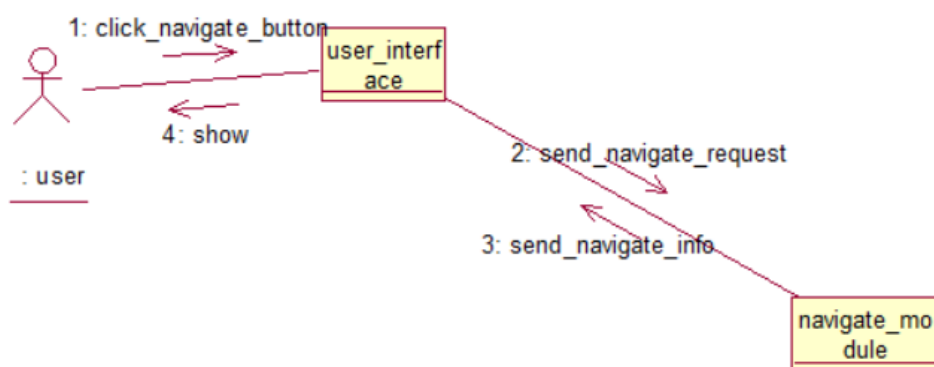 1: click_navigate_button
user_interf
ace
4: show
: user
2: send_navigate_request
3: send_navigate_info
navigate_mo
dule